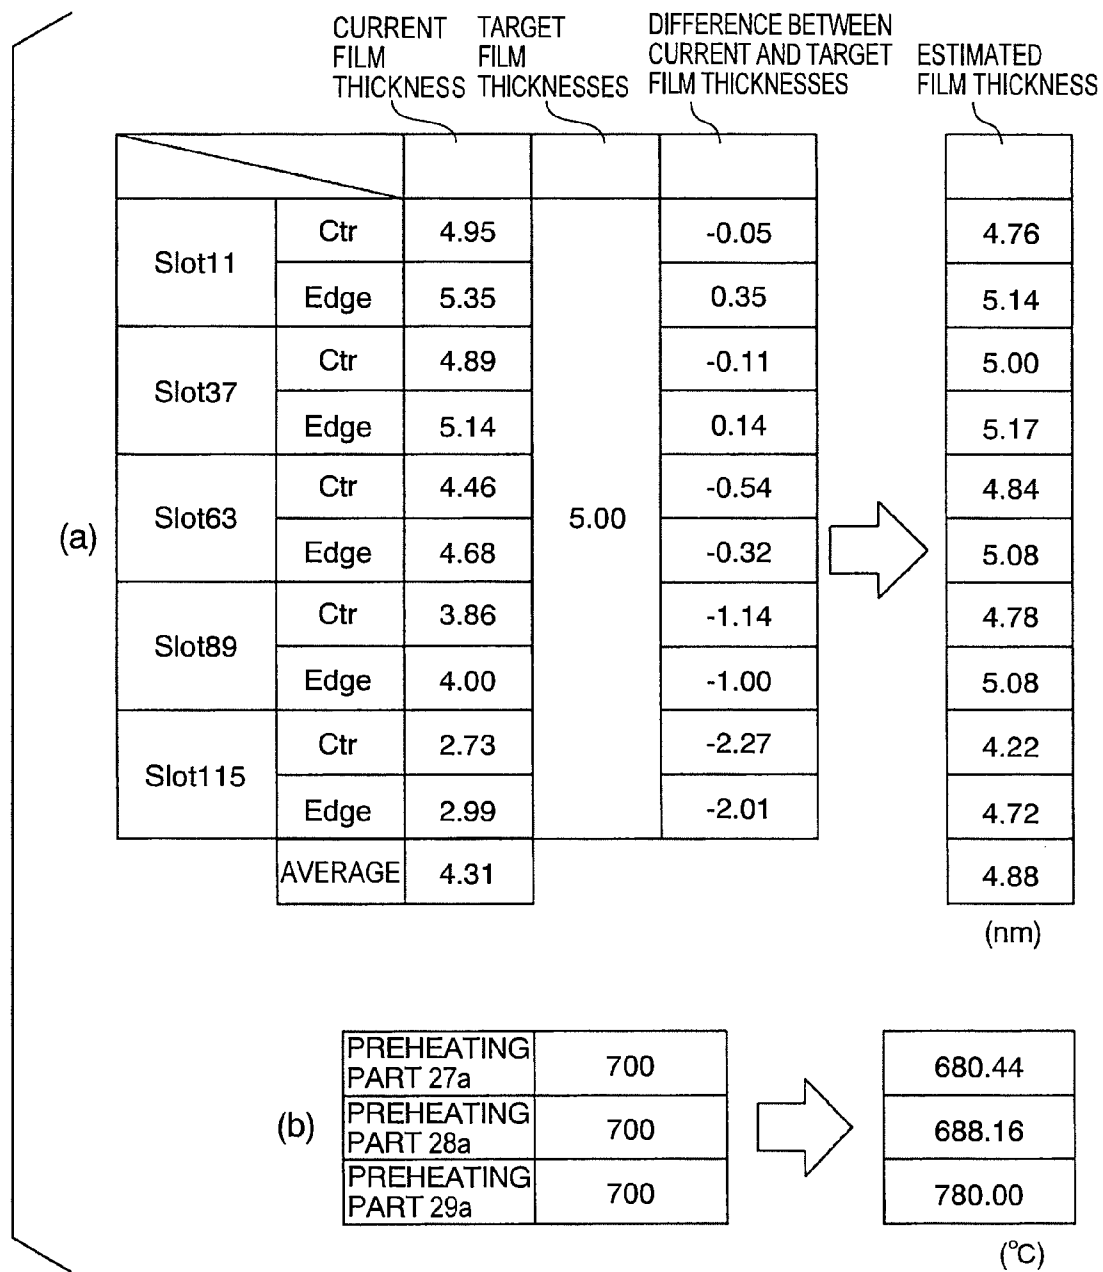 CURRENT FILM THICKNESS
TARGET FILM THICKNESSES
DIFFERENCE BETWEEN CURRENT AND TARGET FILM THICKNESSES
ESTIMATED FILM THICKNESS
(a)
Slot11 Ctr 4.95 5.00 -0.05 4.76
Edge 5.35 0.35 5.14
Slot37 Ctr 4.89 -0.11 5.00
Edge 5.14 0.14 5.17
Slot63 Ctr 4.46 -0.54 4.84
Edge 4.68 -0.32 5.08
Slot89 Ctr 3.86 -1.14 4.78
Edge 4.00 -1.00 5.08
Slot115 Ctr 2.73 -2.27 4.22
Edge 2.99 -2.01 4.72
AVERAGE 4.31 4.88
(nm)
(b)
PREHEATING PART 27a 700 680.44
PREHEATING PART 28a 700 688.16
PREHEATING PART 29a 700 780.00
(°C)